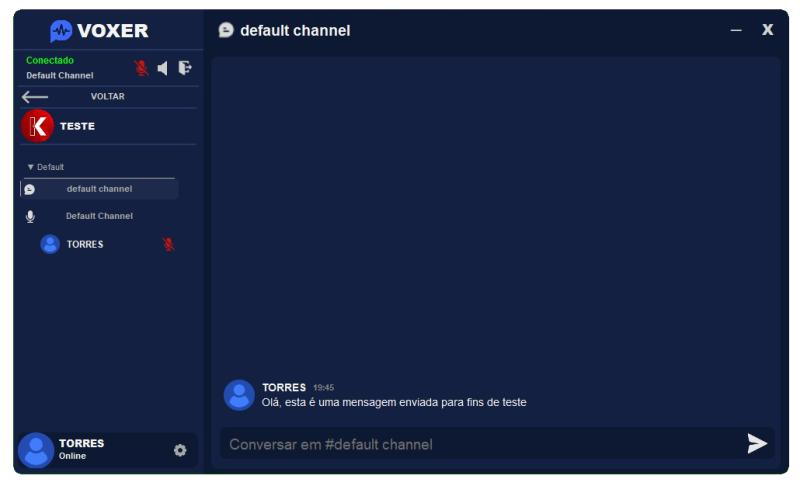 VOXER
Conectado
Default Channel
VOLTAR
K TESTE
▼ Default
default channel
Default Channel
TORRES
TORRES
Online
default channel
X
TORRES 19:45
Olá, esta é uma mensagem enviada para fins de teste
Conversar em #default channel